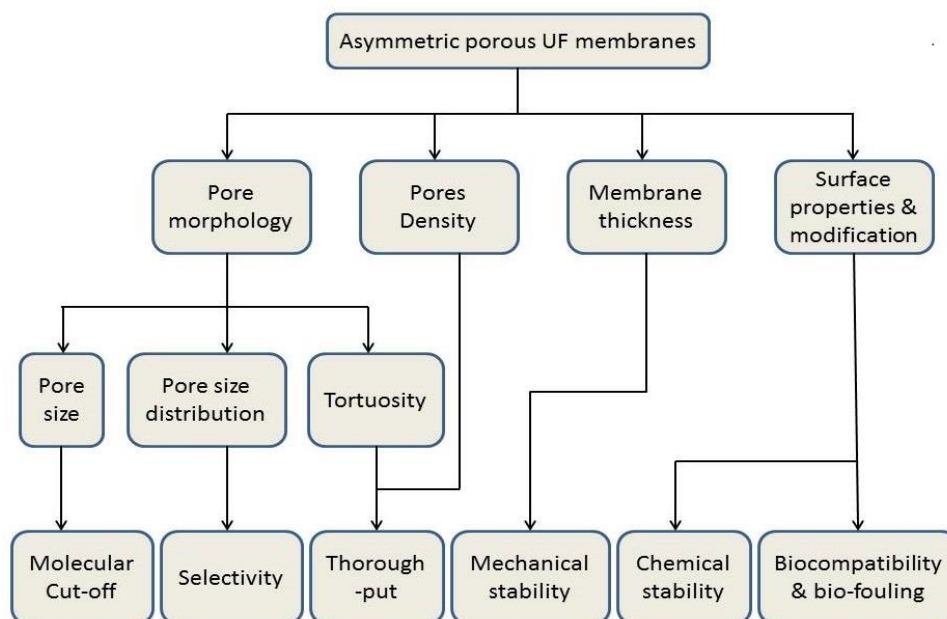 Asymmetric porous UF membranes
Pore
morphology
Pores
Density
Membrane
thickness
Surface
properties &
modification
Pore
size
Pore size
distribution
Tortuosity
Molecular
Cut-off
Selectivity
Thorough
-put
Mechanical
stability
Chemical
stability
Biocompatibility
& bio-fouling